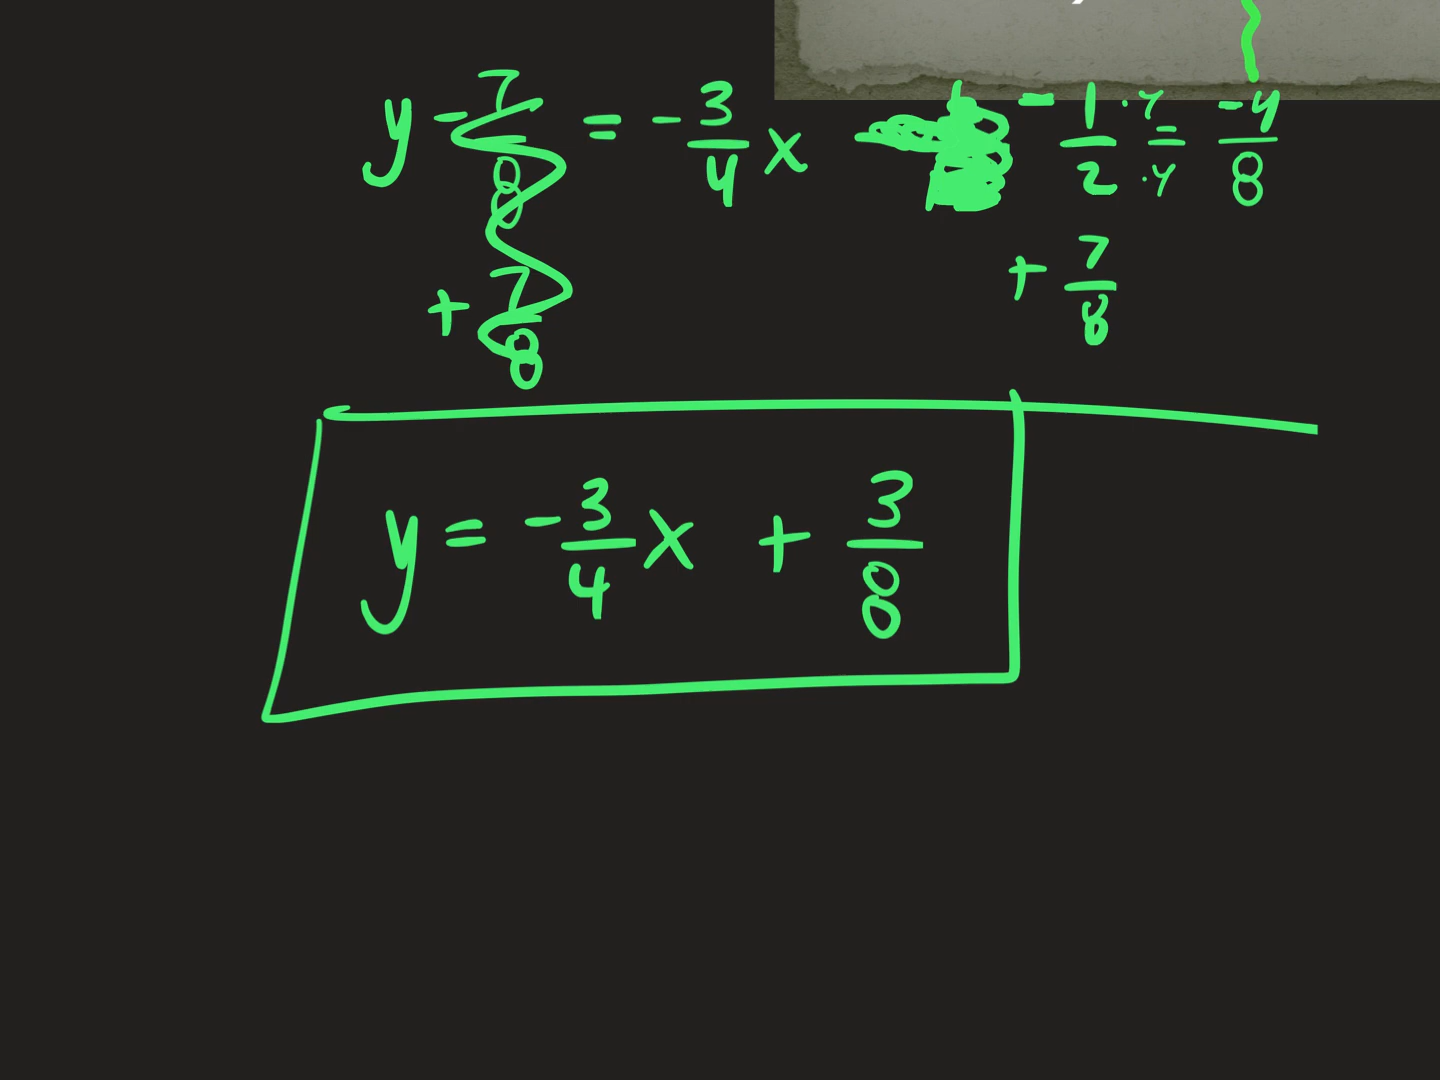 y - 7/8 = - 3/4 x - 1/2 · 4/4 = -4/8
+ 7/8 + 7/8
y = - 3/4 x + 3/8